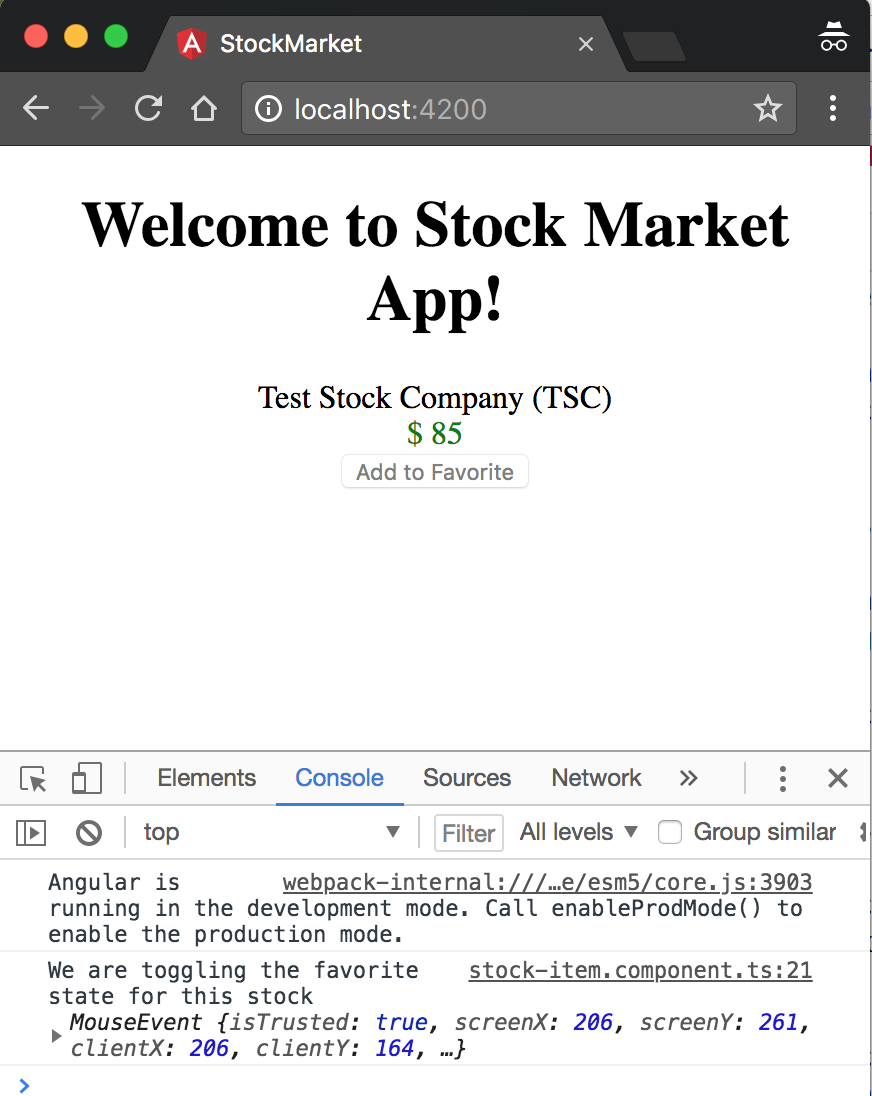 StockMarket
localhost:4200
Welcome to Stock Market
App!
Test Stock Company (TSC)
$ 85
Add to Favorite
Elements Console Sources Network
top Filter All levels Group similar
Angular is webpack-internal:///…e/esm5/core.js:3903
running in the development mode. Call enableProdMode() to
enable the production mode.
We are toggling the favorite stock-item.component.ts:21
state for this stock
MouseEvent {isTrusted: true, screenX: 206, screenY: 261,
clientX: 206, clientY: 164, …}